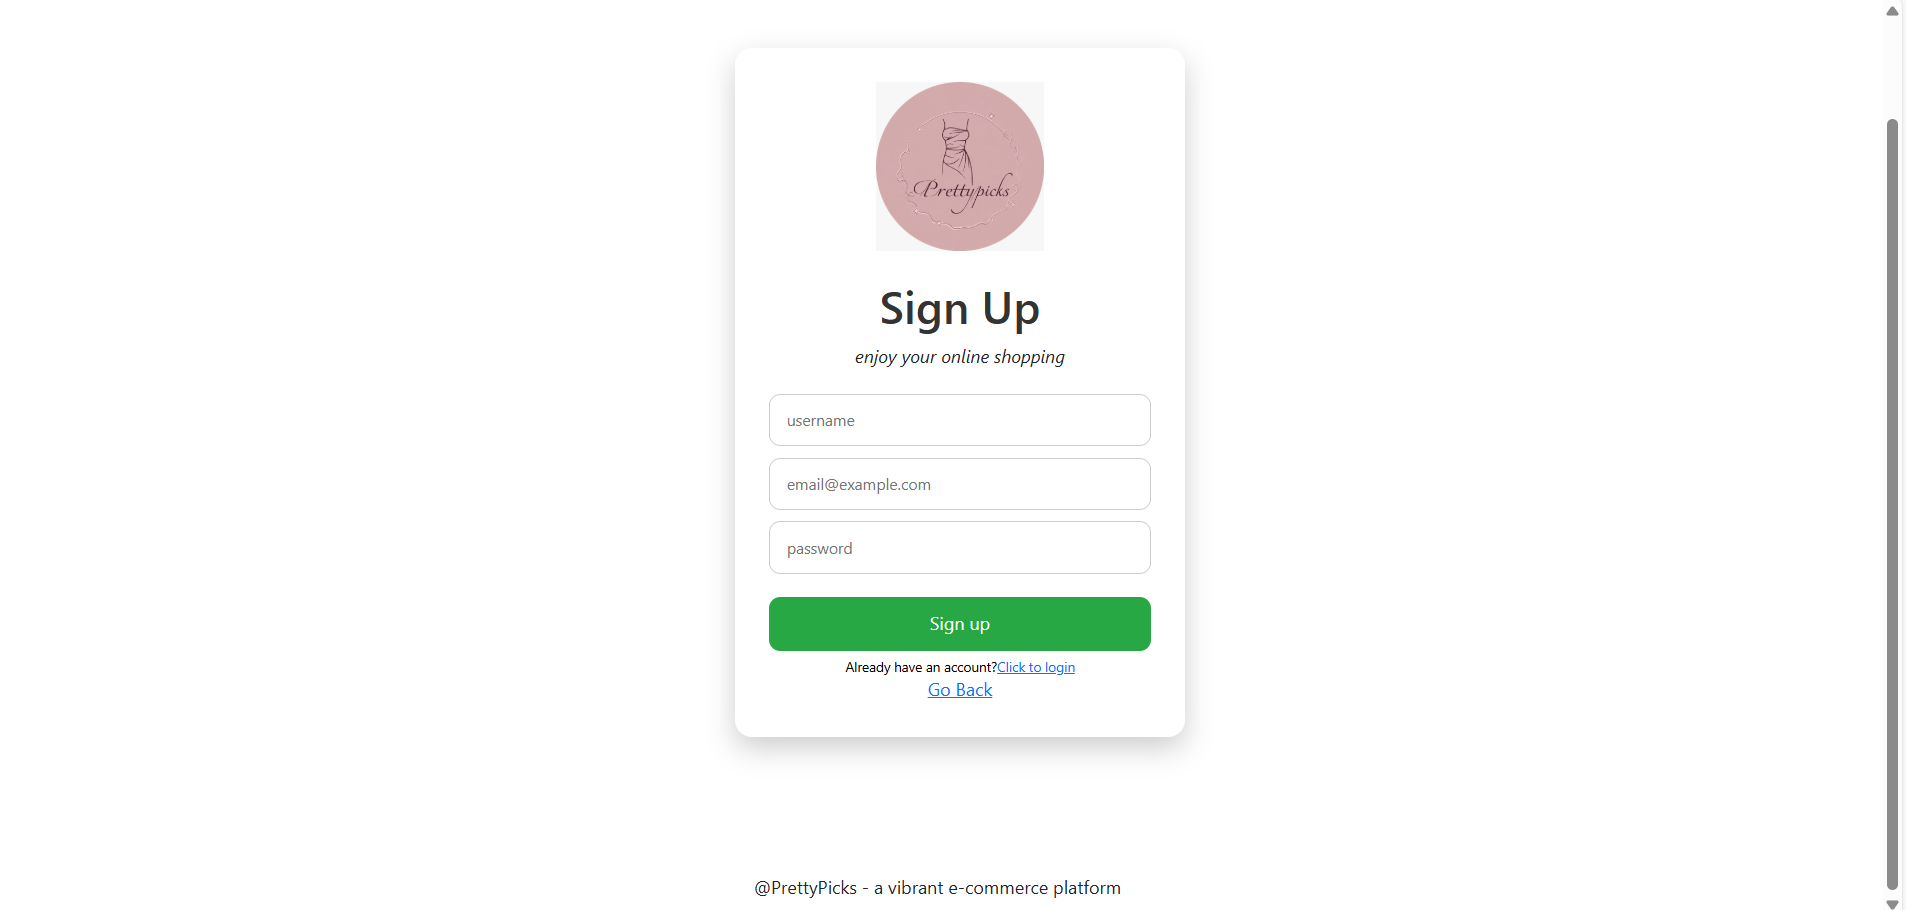 Prettypicks
Sign Up
enjoy your online shopping
username
email@example.com
password
Sign up
Already have an account?Click to login
Go Back
@PrettyPicks - a vibrant e-commerce platform